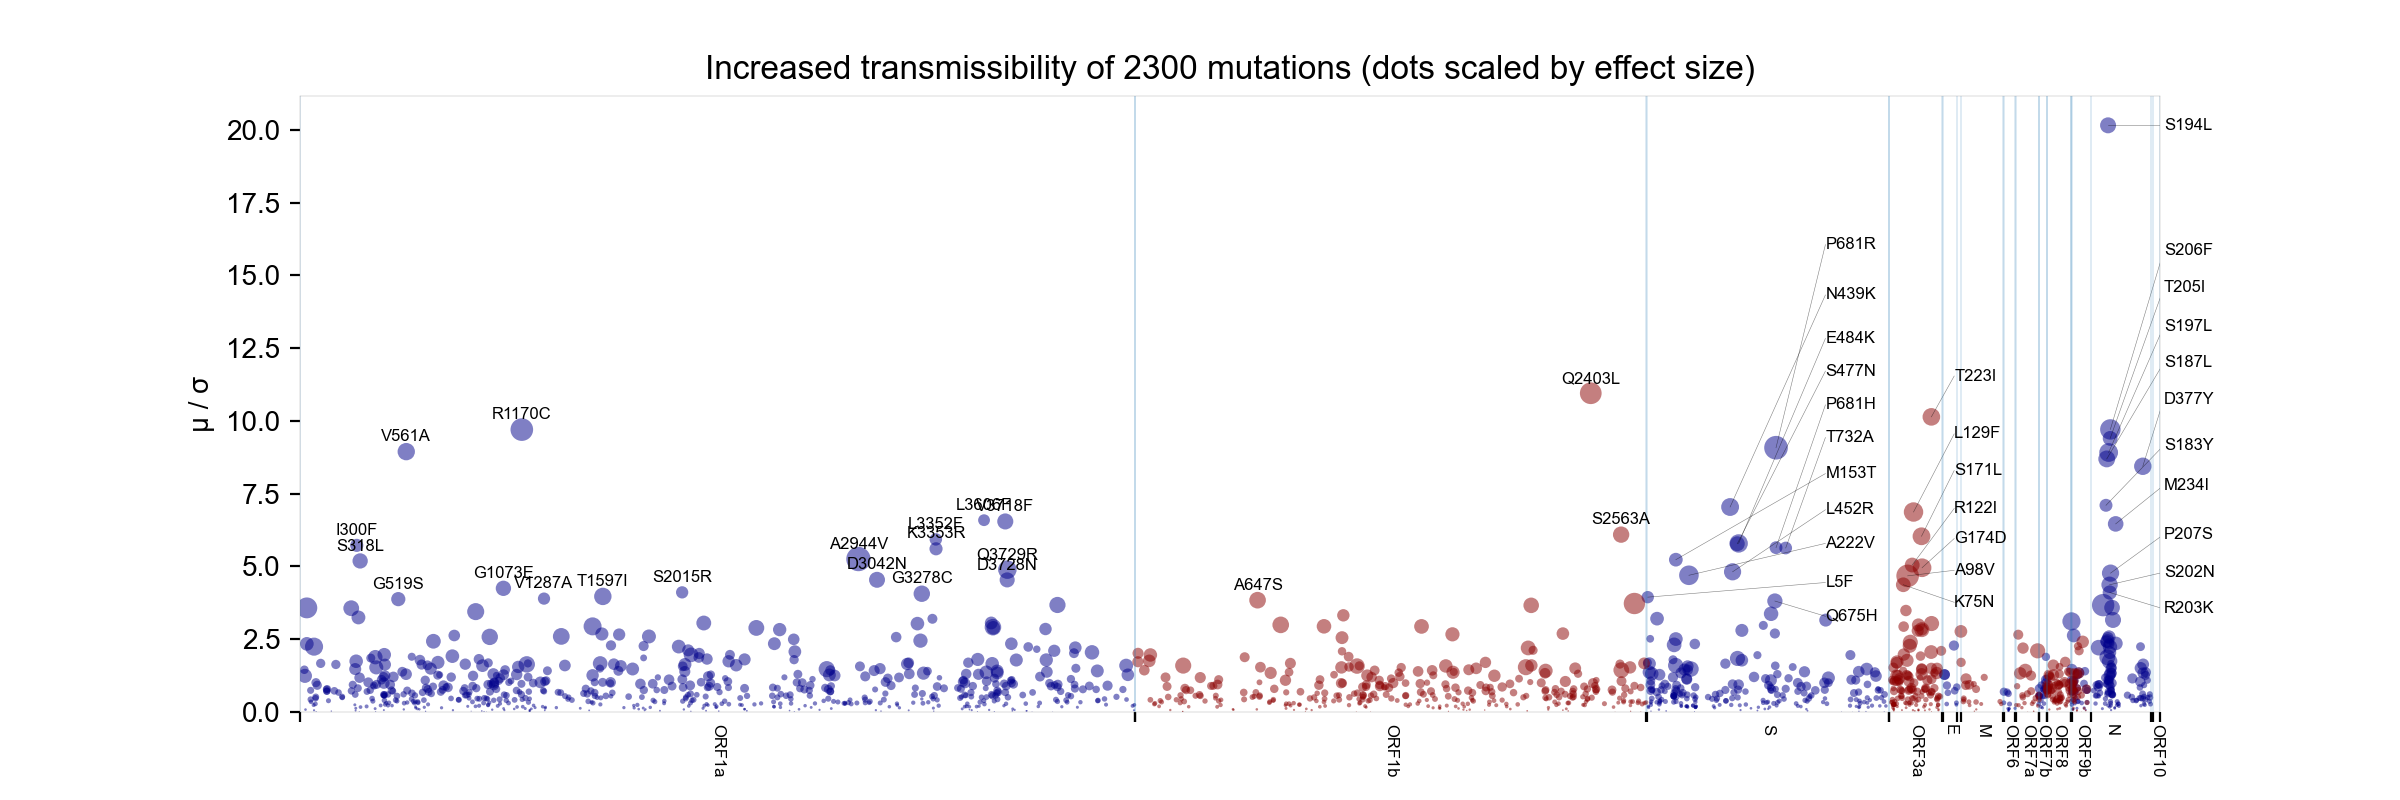 Increased transmissibility of 2300 mutations (dots scaled by effect size)
μ / σ
20.0
17.5
15.0
12.5
10.0
7.5
5.0
2.5
0.0
V561A
R1170C
I300F
S318L
G519S
G1073E
V1287A
T1597I
S2015R
A2944V
D3042N
G3278C
L3352F
K3353R
L3606F
V3718F
Q3729R
D3728N
A647S
Q2403L
S2563A
P681R
N439K
E484K
S477N
P681H
T732A
M153T
L452R
A222V
L5F
Q675H
T223I
L129F
S171L
R122I
G174D
A98V
K75N
S194L
S206F
T205I
S197L
S187L
D377Y
S183Y
M234I
P207S
S202N
R203K
ORF1a
ORF1b
S
ORF3a
E
M
ORF6
ORF7a
ORF7b
ORF8
ORF9b
N
ORF10